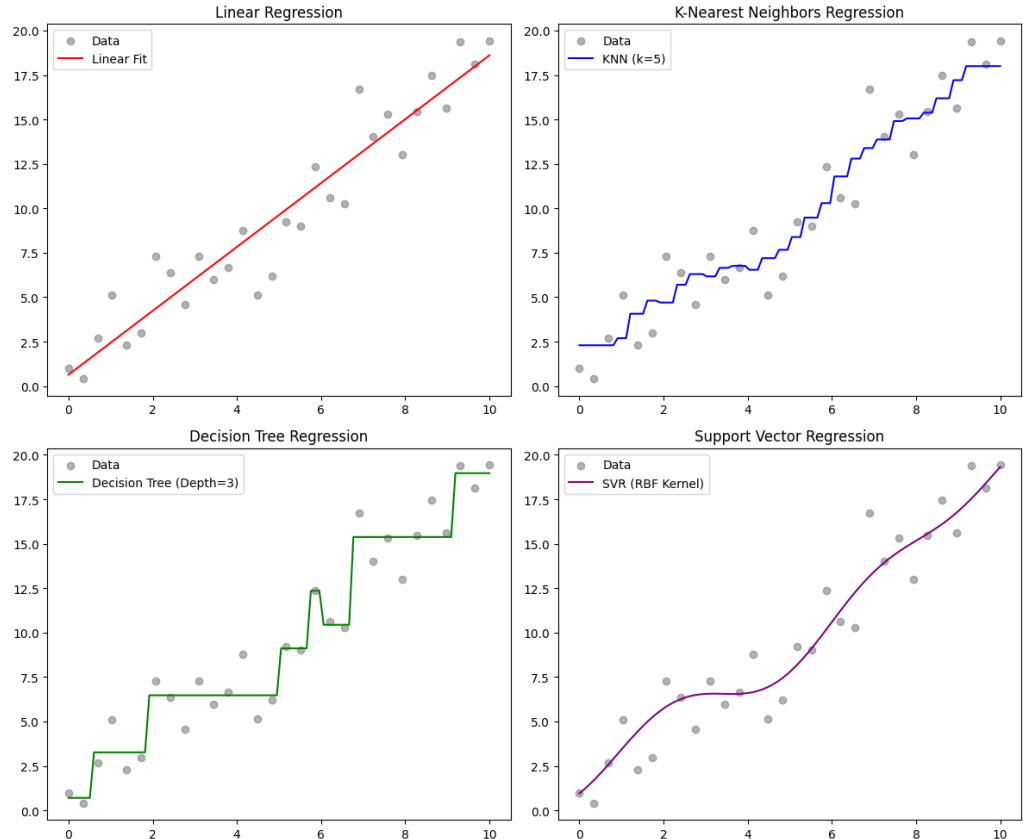 Linear Regression
20.0
17.5
15.0
12.5
10.0
7.5
5.0
2.5
0.0
0 2 4 6 8 10
Data
Linear Fit
K-Nearest Neighbors Regression
20.0
17.5
15.0
12.5
10.0
7.5
5.0
2.5
0.0
0 2 4 6 8 10
Data
KNN (k=5)
Decision Tree Regression
20.0
17.5
15.0
12.5
10.0
7.5
5.0
2.5
0.0
0 2 4 6 8 10
Data
Decision Tree (Depth=3)
Support Vector Regression
20.0
17.5
15.0
12.5
10.0
7.5
5.0
2.5
0.0
0 2 4 6 8 10
Data
SVR (RBF Kernel)